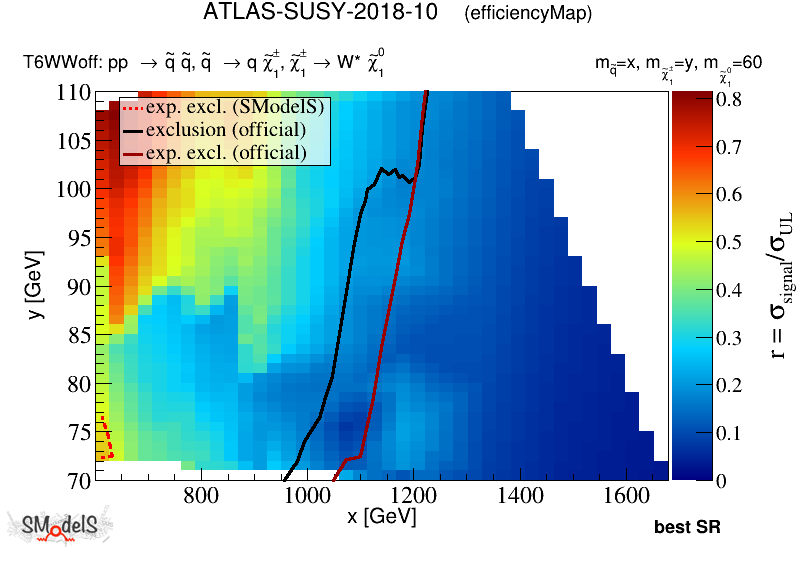 ATLAS-SUSY-2018-10 (efficiencyMap)
T6WWoff: pp → q̃ q̃, q̃ → q χ̃₁±, χ̃₁± → W* χ̃₁⁰
m_q̃=x, m_χ̃₁±=y, m_χ̃₁⁰=60
exp. excl. (SModelS)
exclusion (official)
exp. excl. (official)
y [GeV]
110
105
100
95
90
85
80
75
70
800 1000 1200 1400 1600
x [GeV]
0.8
0.7
0.6
0.5
0.4
0.3
0.2
0.1
0
r = σ_signal/σ_UL
SModelS
best SR